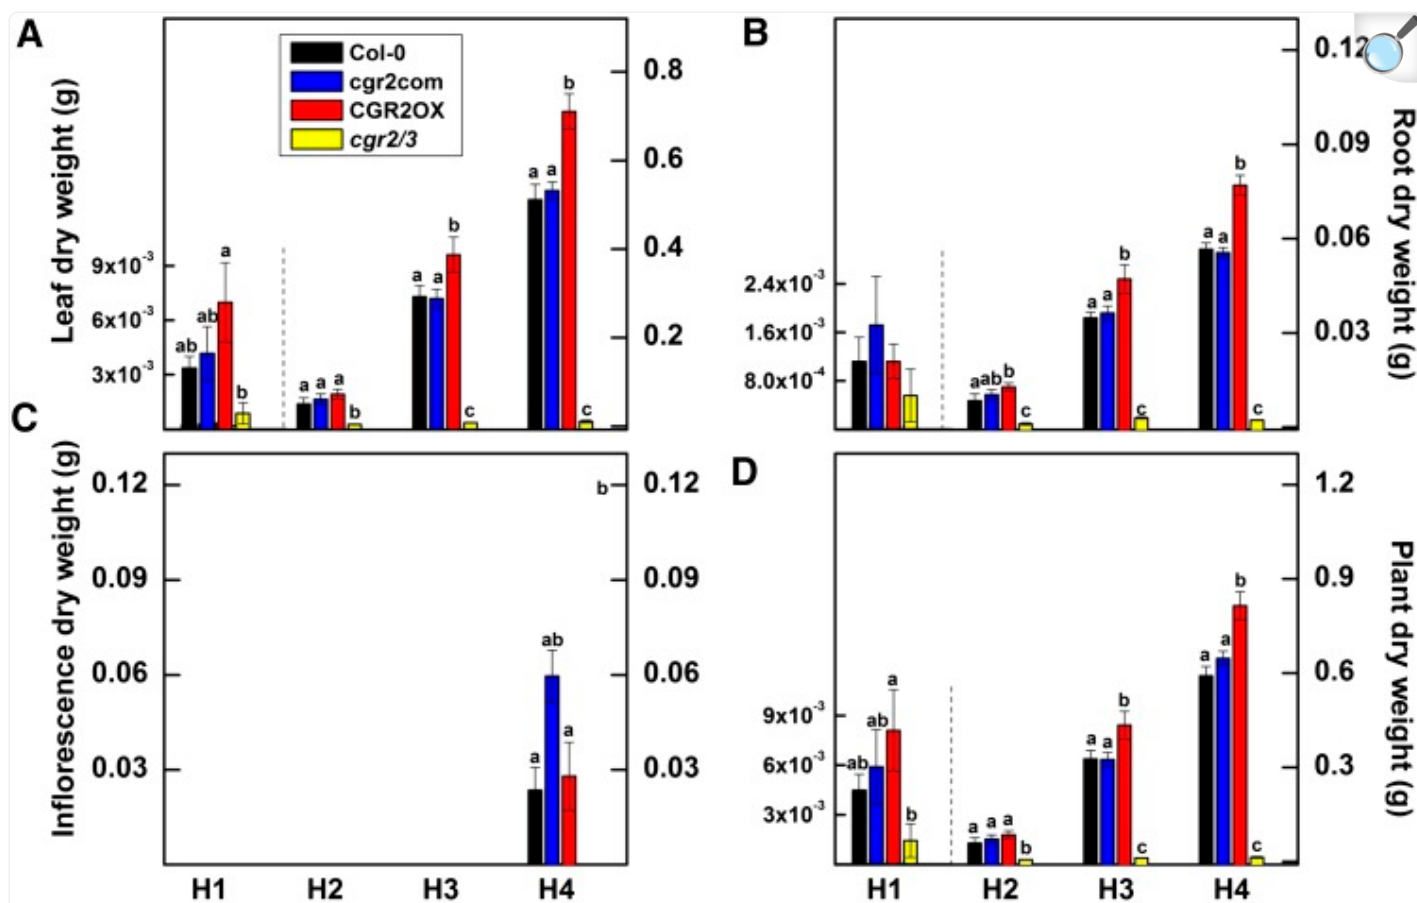 A
Leaf dry weight (g)
Col-0
cgr2com
CGR2OX
cgr2/3
9x10⁻³
6x10⁻³
3x10⁻³
0.8
0.6
0.4
0.2
ab ab a b
a a a b
a a b c
a a b c
B
Root dry weight (g)
2.4x10⁻³
1.6x10⁻³
8.0x10⁻⁴
0.12
0.09
0.06
0.03
a ab b c
a a b c
a a b c
C
Inflorescence dry weight (g)
0.12
0.09
0.06
0.03
b
0.12
0.09
0.06
0.03
a ab a
H1 H2 H3 H4
D
Plant dry weight (g)
9x10⁻³
6x10⁻³
3x10⁻³
1.2
0.9
0.6
0.3
ab ab a b
a a a b
a a b c
a a b c
H1 H2 H3 H4